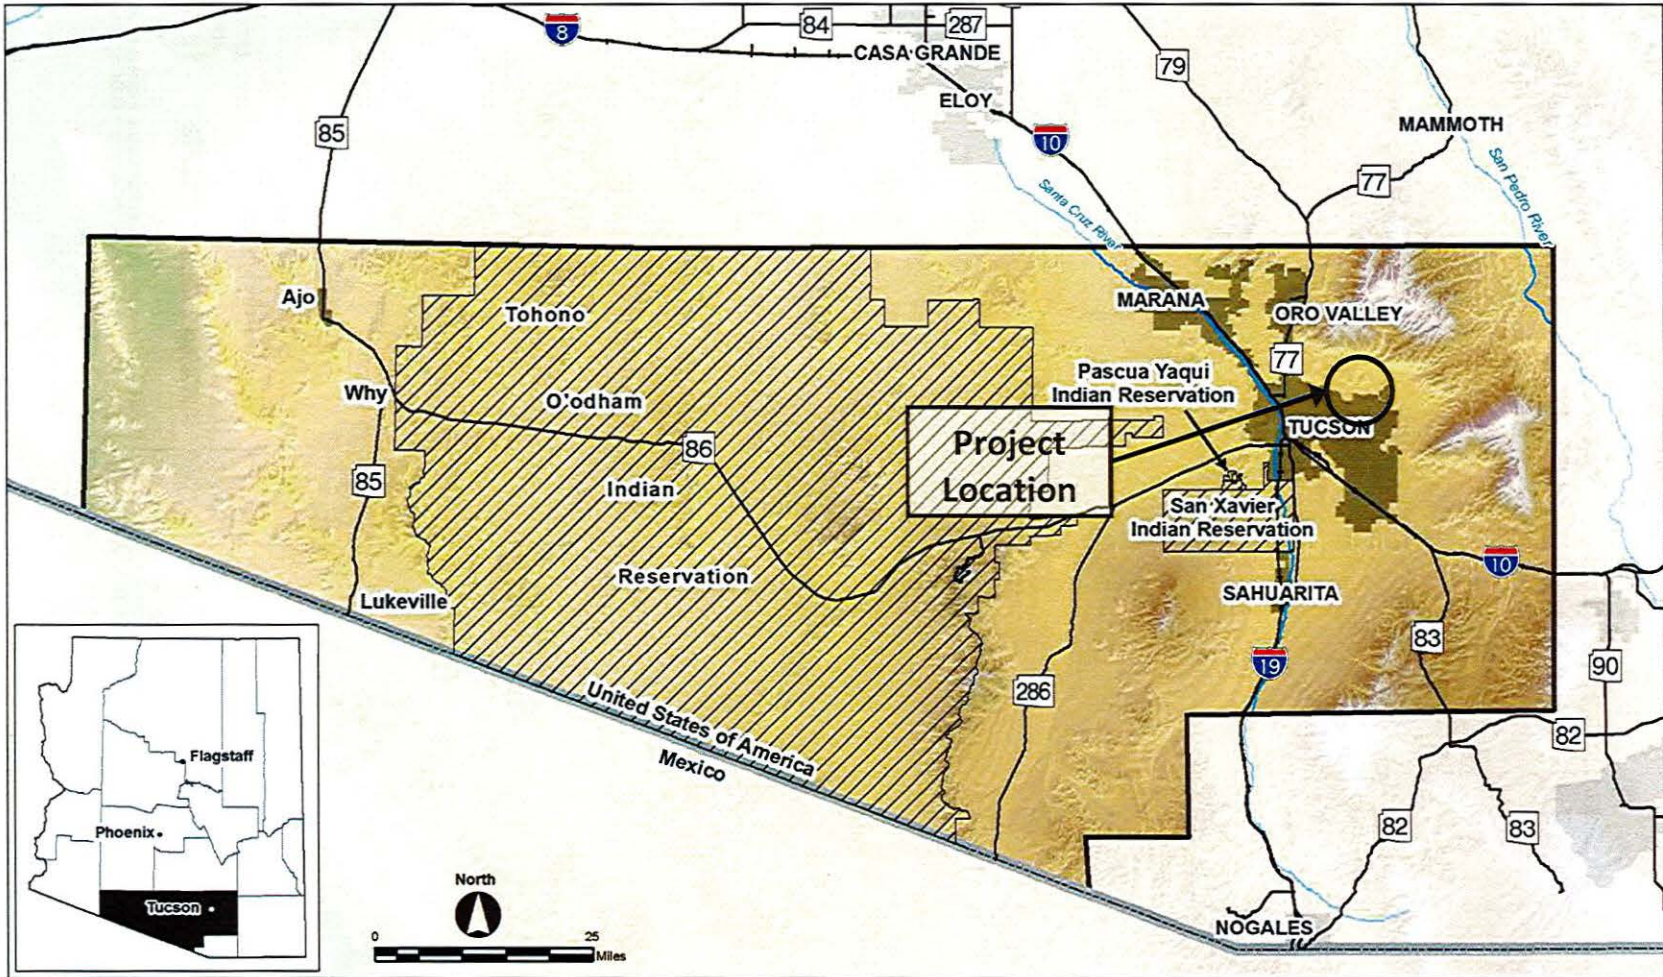 8
84
287
CASA GRANDE
79
ELOY
85
10
MAMMOTH
77
San Pedro River
Santa Cruz River
Ajo
Tohono
MARANA
ORO VALLEY
77
Pascua Yaqui
Indian Reservation
Why
O'odham
TUCSON
Project
Location
86
85
Indian
San Xavier
Indian Reservation
10
Reservation
Lukeville
SAHUARITA
83
19
90
286
United States of America
Mexico
82
Flagstaff
Phoenix
82
83
Tucson
North
0
25
Miles
NOGALES